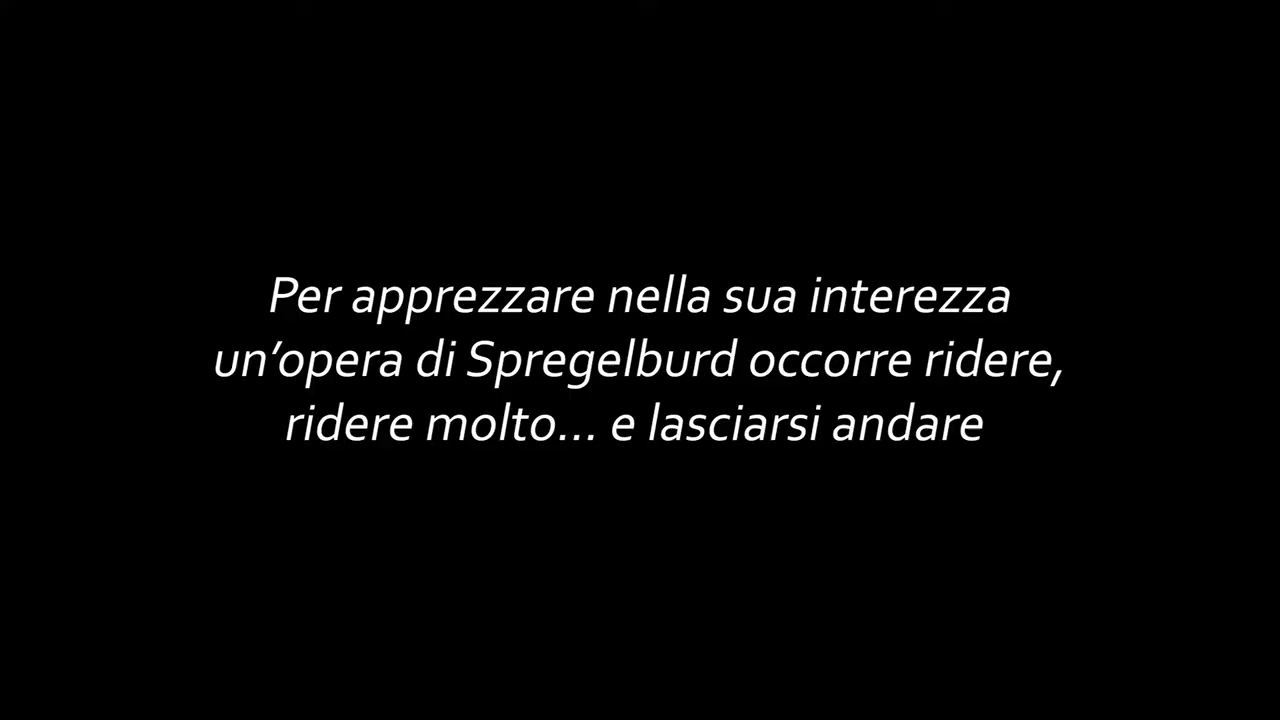 Per apprezzare nella sua interezza
un’opera di Spregelburd occorre ridere,
ridere molto... e lasciarsi andare